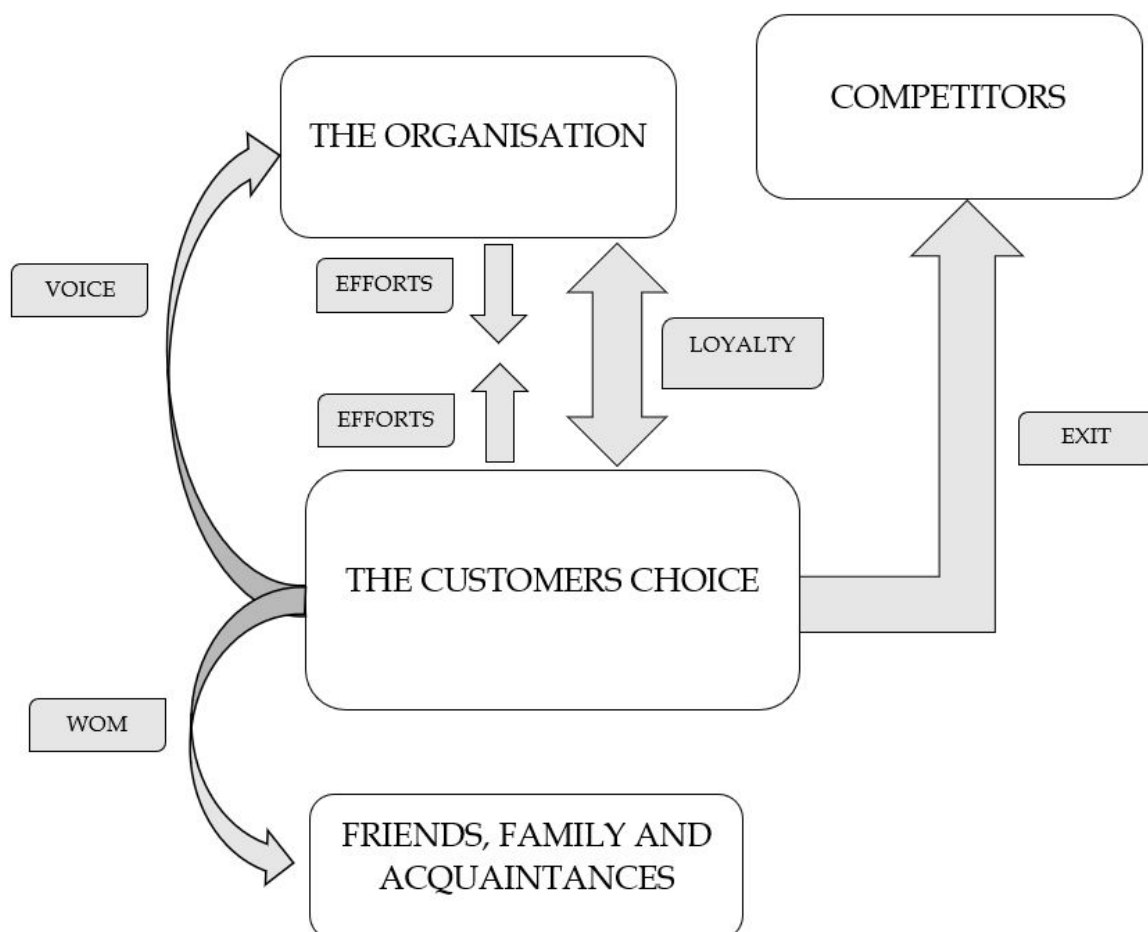 COMPETITORS
THE ORGANISATION
VOICE
EFFORTS
LOYALTY
EFFORTS
EXIT
THE CUSTOMERS CHOICE
WOM
FRIENDS, FAMILY AND
ACQUAINTANCES